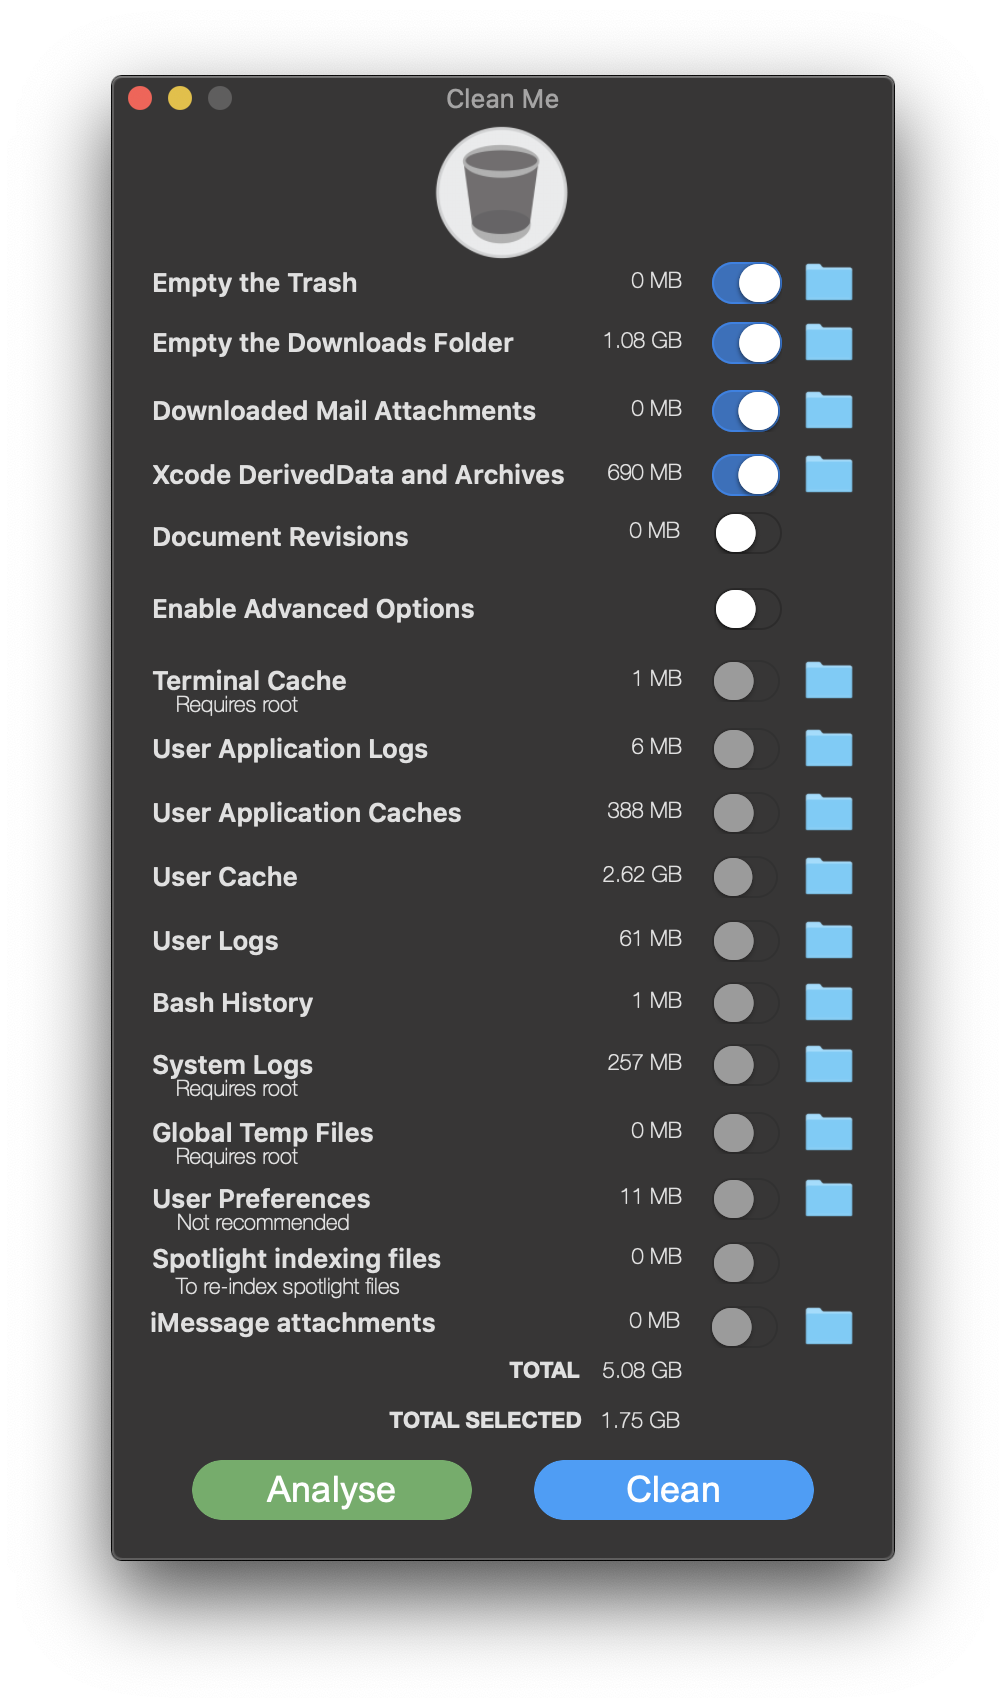 Clean Me
Empty the Trash 0 MB
Empty the Downloads Folder 1.08 GB
Downloaded Mail Attachments 0 MB
Xcode DerivedData and Archives 690 MB
Document Revisions 0 MB
Enable Advanced Options
Terminal Cache 1 MB
Requires root
User Application Logs 6 MB
User Application Caches 388 MB
User Cache 2.62 GB
User Logs 61 MB
Bash History 1 MB
System Logs 257 MB
Requires root
Global Temp Files 0 MB
Requires root
User Preferences 11 MB
Not recommended
Spotlight indexing files 0 MB
To re-index spotlight files
iMessage attachments 0 MB
TOTAL 5.08 GB
TOTAL SELECTED 1.75 GB
Analyse Clean